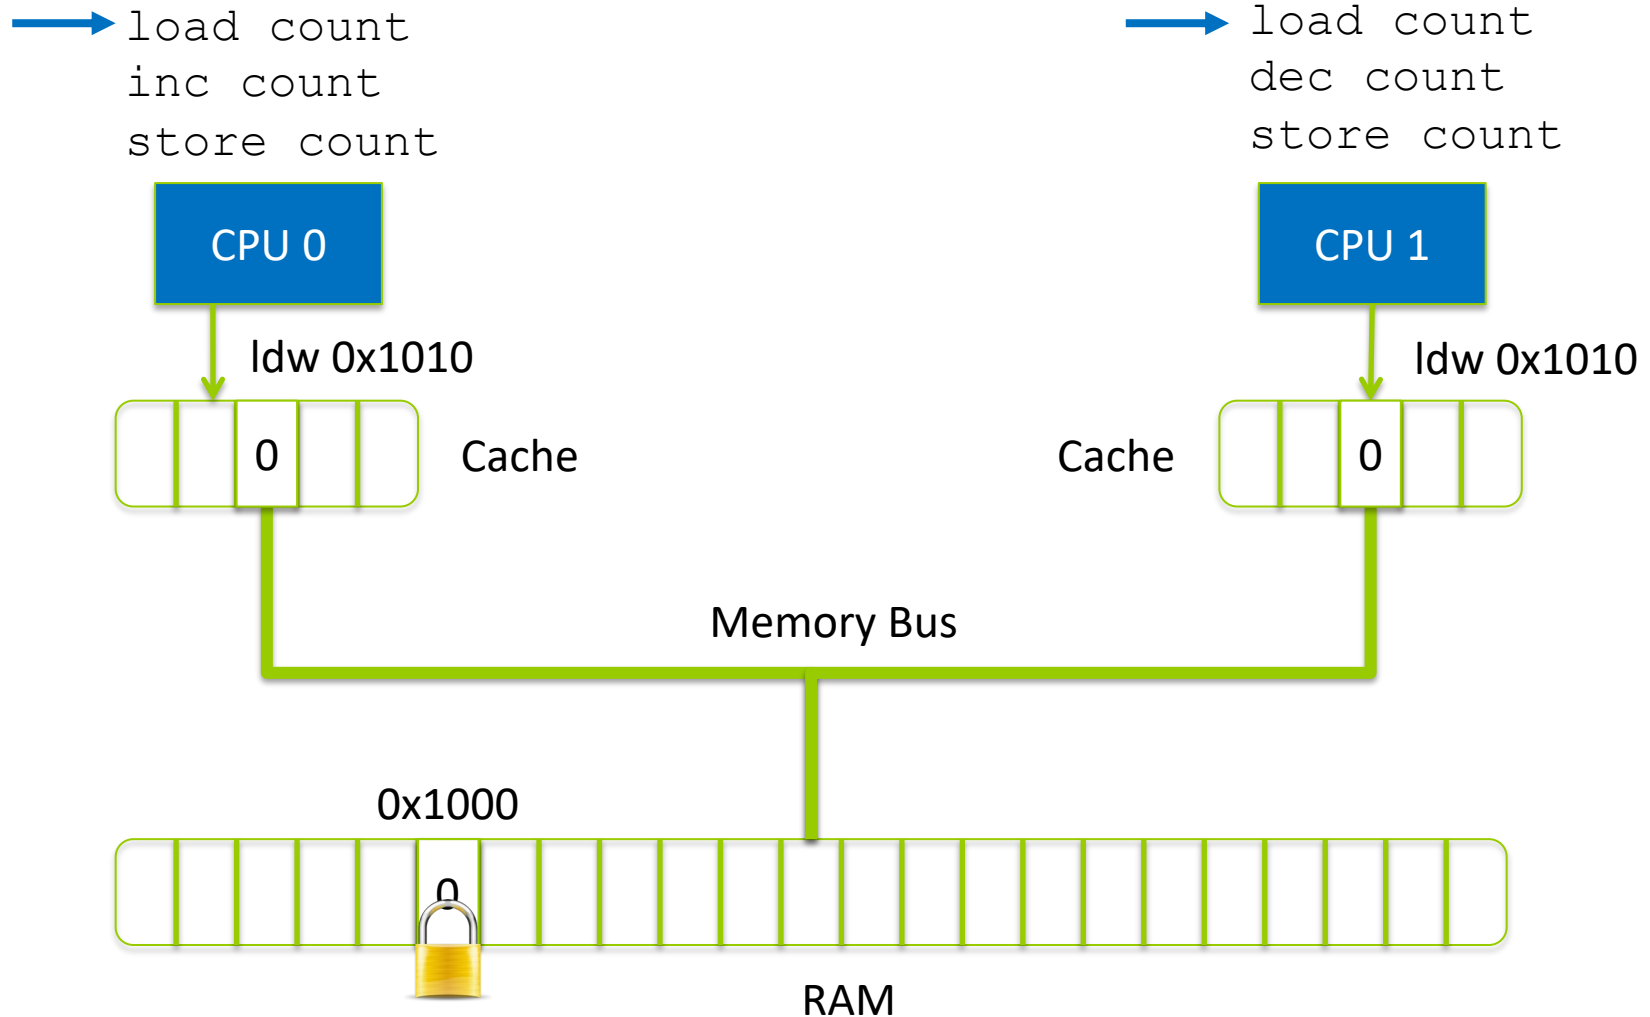 load count
inc count
store count
load count
dec count
store count
CPU 0
CPU 1
ldw 0x1010
ldw 0x1010
0
Cache
Cache
0
Memory Bus
0x1000
0
RAM